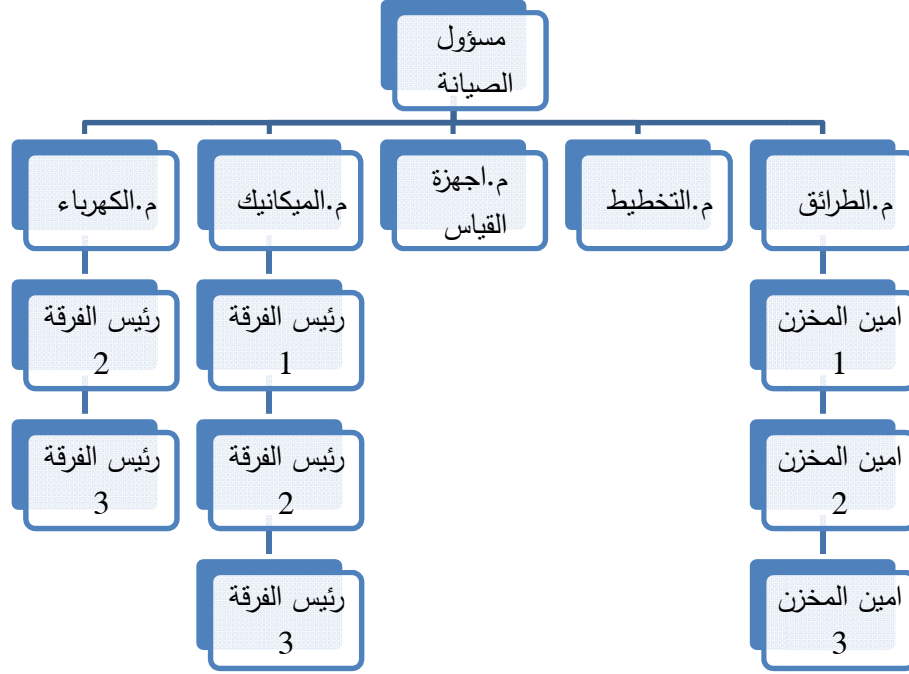 مسؤول
الصيانة
م.الطرائق
م.التخطيط
م.اجهزة
القياس
م.الميكانيك
م.الكهرباء
امين المخزن
1
رئيس الفرقة
1
رئيس الفرقة
2
امين المخزن
2
رئيس الفرقة
2
رئيس الفرقة
3
امين المخزن
3
رئيس الفرقة
3